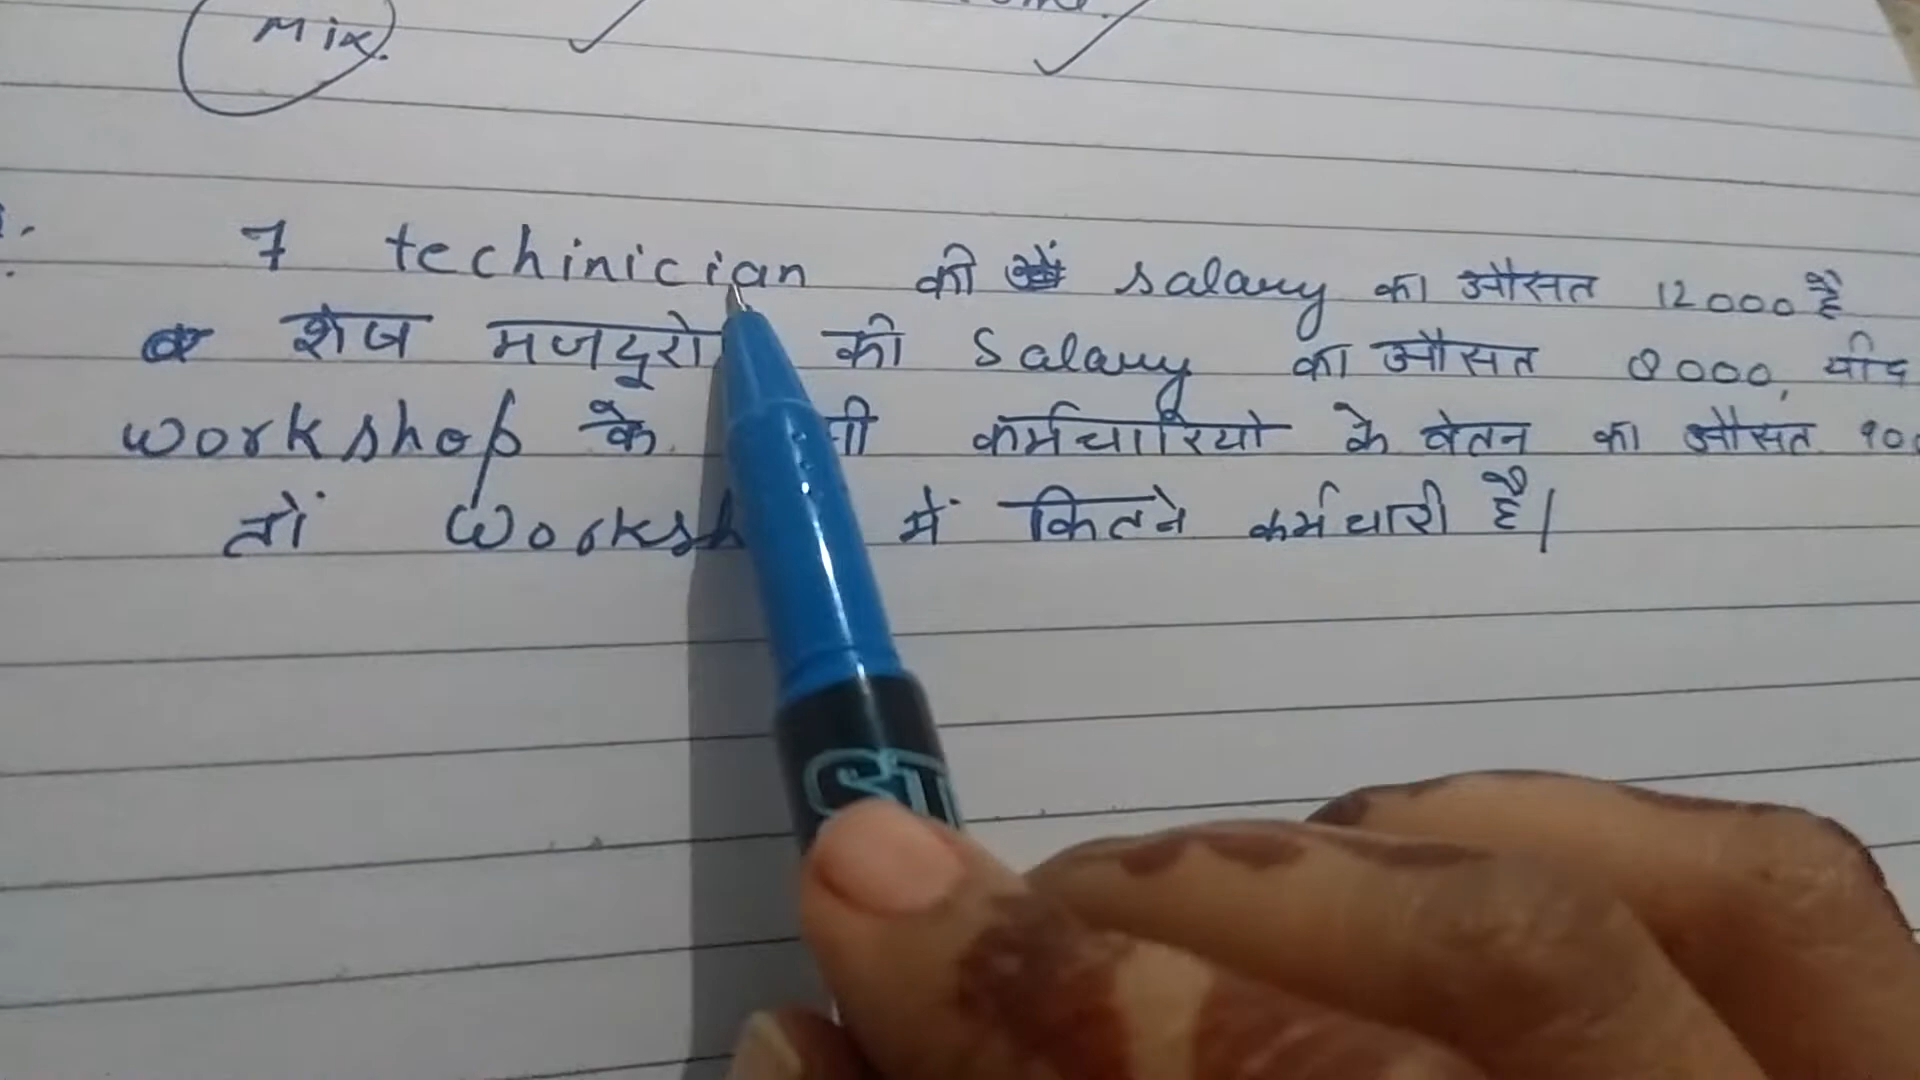 Mix.
7 techinician की salary का औसत 12000 है
शेष मजदूरो की Salary का औसत 8000, यदि
workshop के कर्मचारियो के वेतन का औसत
तो में कितने कर्मचारी है।